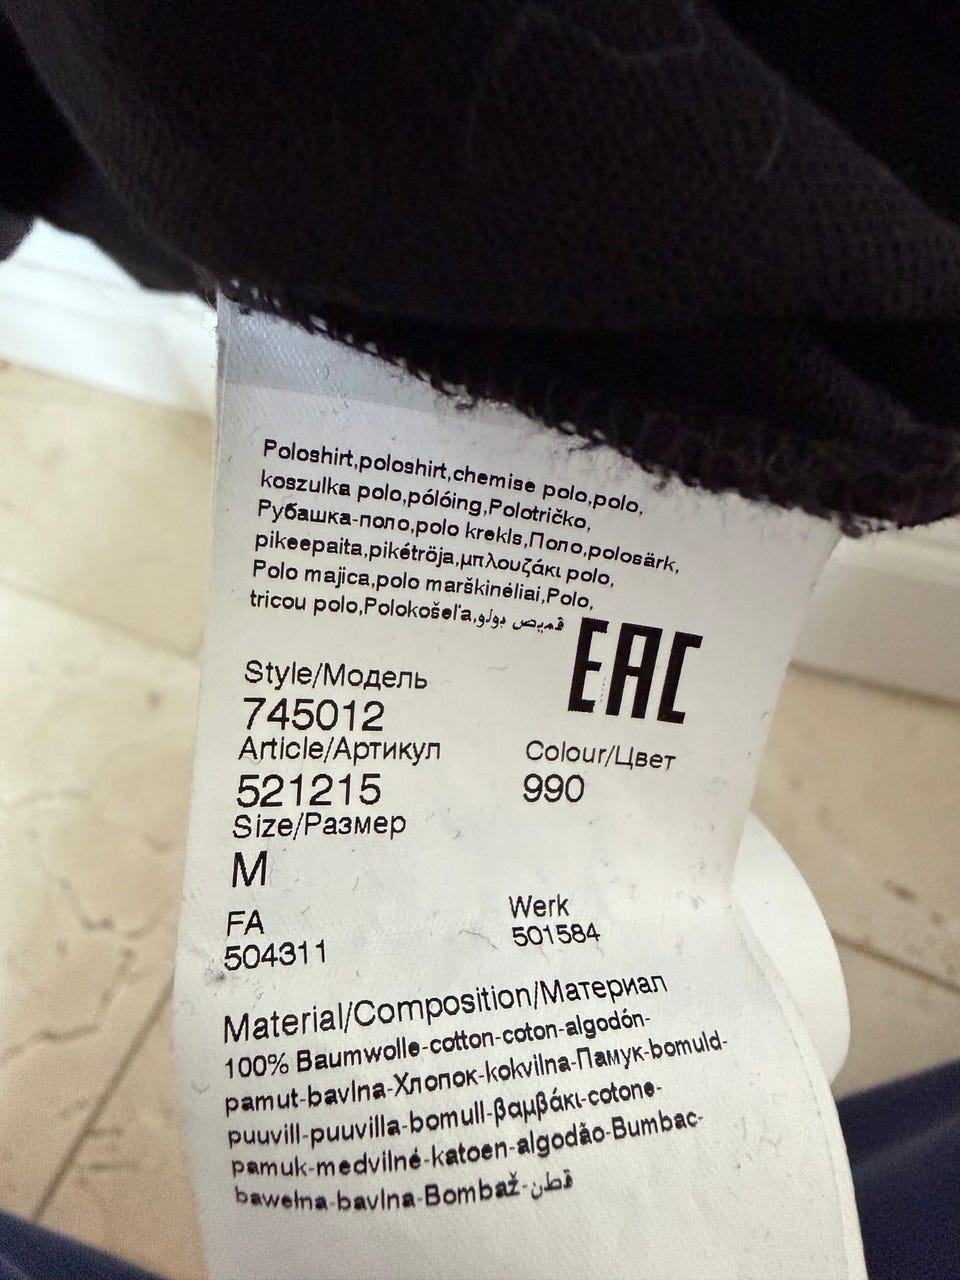 Poloshirt,poloshirt,chemise polo,polo,
koszulka polo,pólóing,Polotričko,
Рубашка-поло,polo krekls,Поло,polosärk,
pikeepaita,pikétröja,μπλουζάκι polo,
Polo majica,polo marškinėliai,Polo,
tricou polo,Polokošeľa,قميص بولو
EAC
Style/Модель
745012
Article/Артикул
521215
Colour/Цвет
990
Size/Размер
M
FA
504311
Werk
501584
Material/Composition/Материал
100% Baumwolle-cotton-coton-algodón-
pamut-bavlna-Хлопок-kokvilna-Памук-bomuld-
puuvill-puuvilla-bomull-βαμβάκι-cotone-
pamuk-medvilné-katoen-algodão-Bumbac-
bawełna-bavlna-Bombaž-قطن